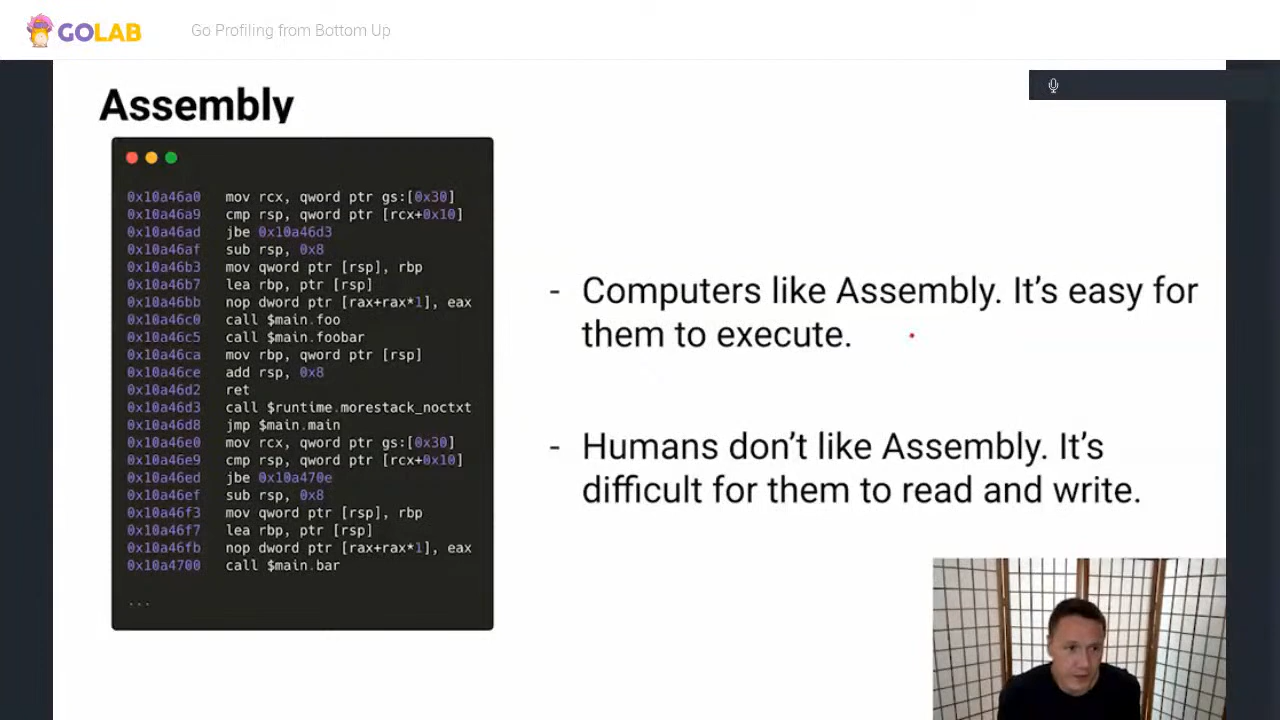 GOLAB
Go Profiling from Bottom Up
Assembly
0x10a46a0 mov rcx, qword ptr gs:[0x30]
0x10a46a9 cmp rsp, qword ptr [rcx+0x10]
0x10a46ad jbe 0x10a46d3
0x10a46af sub rsp, 0x8
0x10a46b3 mov qword ptr [rsp], rbp
0x10a46b7 lea rbp, ptr [rsp]
0x10a46bb nop dword ptr [rax+rax*1], eax
0x10a46c0 call $main.foo
0x10a46c5 call $main.foobar
0x10a46ca mov rbp, qword ptr [rsp]
0x10a46ce add rsp, 0x8
0x10a46d2 ret
0x10a46d3 call $runtime.morestack_noctxt
0x10a46d8 jmp $main.main
0x10a46e0 mov rcx, qword ptr gs:[0x30]
0x10a46e9 cmp rsp, qword ptr [rcx+0x10]
0x10a46ed jbe 0x10a470e
0x10a46ef sub rsp, 0x8
0x10a46f3 mov qword ptr [rsp], rbp
0x10a46f7 lea rbp, ptr [rsp]
0x10a46fb nop dword ptr [rax+rax*1], eax
0x10a4700 call $main.bar
...
- Computers like Assembly. It’s easy for
them to execute.
- Humans don’t like Assembly. It’s
difficult for them to read and write.